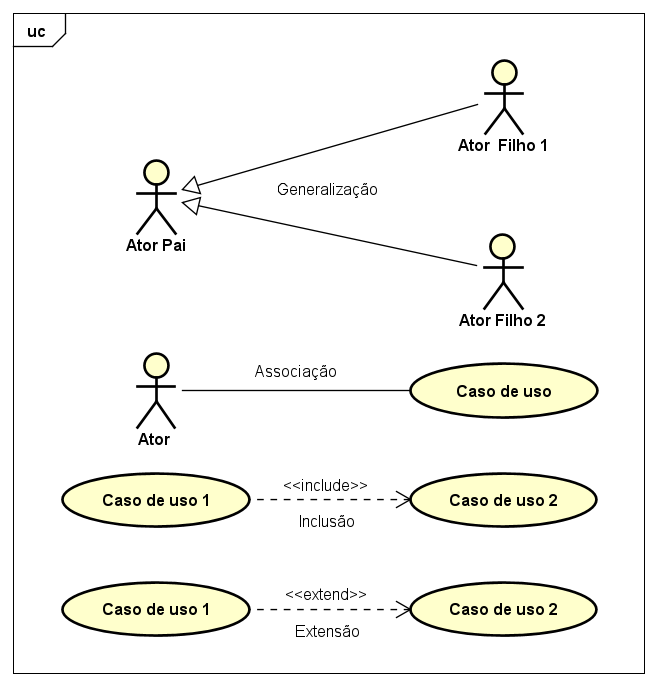 uc
Ator  Filho 1
Generalização
Ator Pai
Ator Filho 2
Associação
Caso de uso
Ator
Caso de uso 1
<<include>>
Inclusão
Caso de uso 2
Caso de uso 1
<<extend>>
Extensão
Caso de uso 2